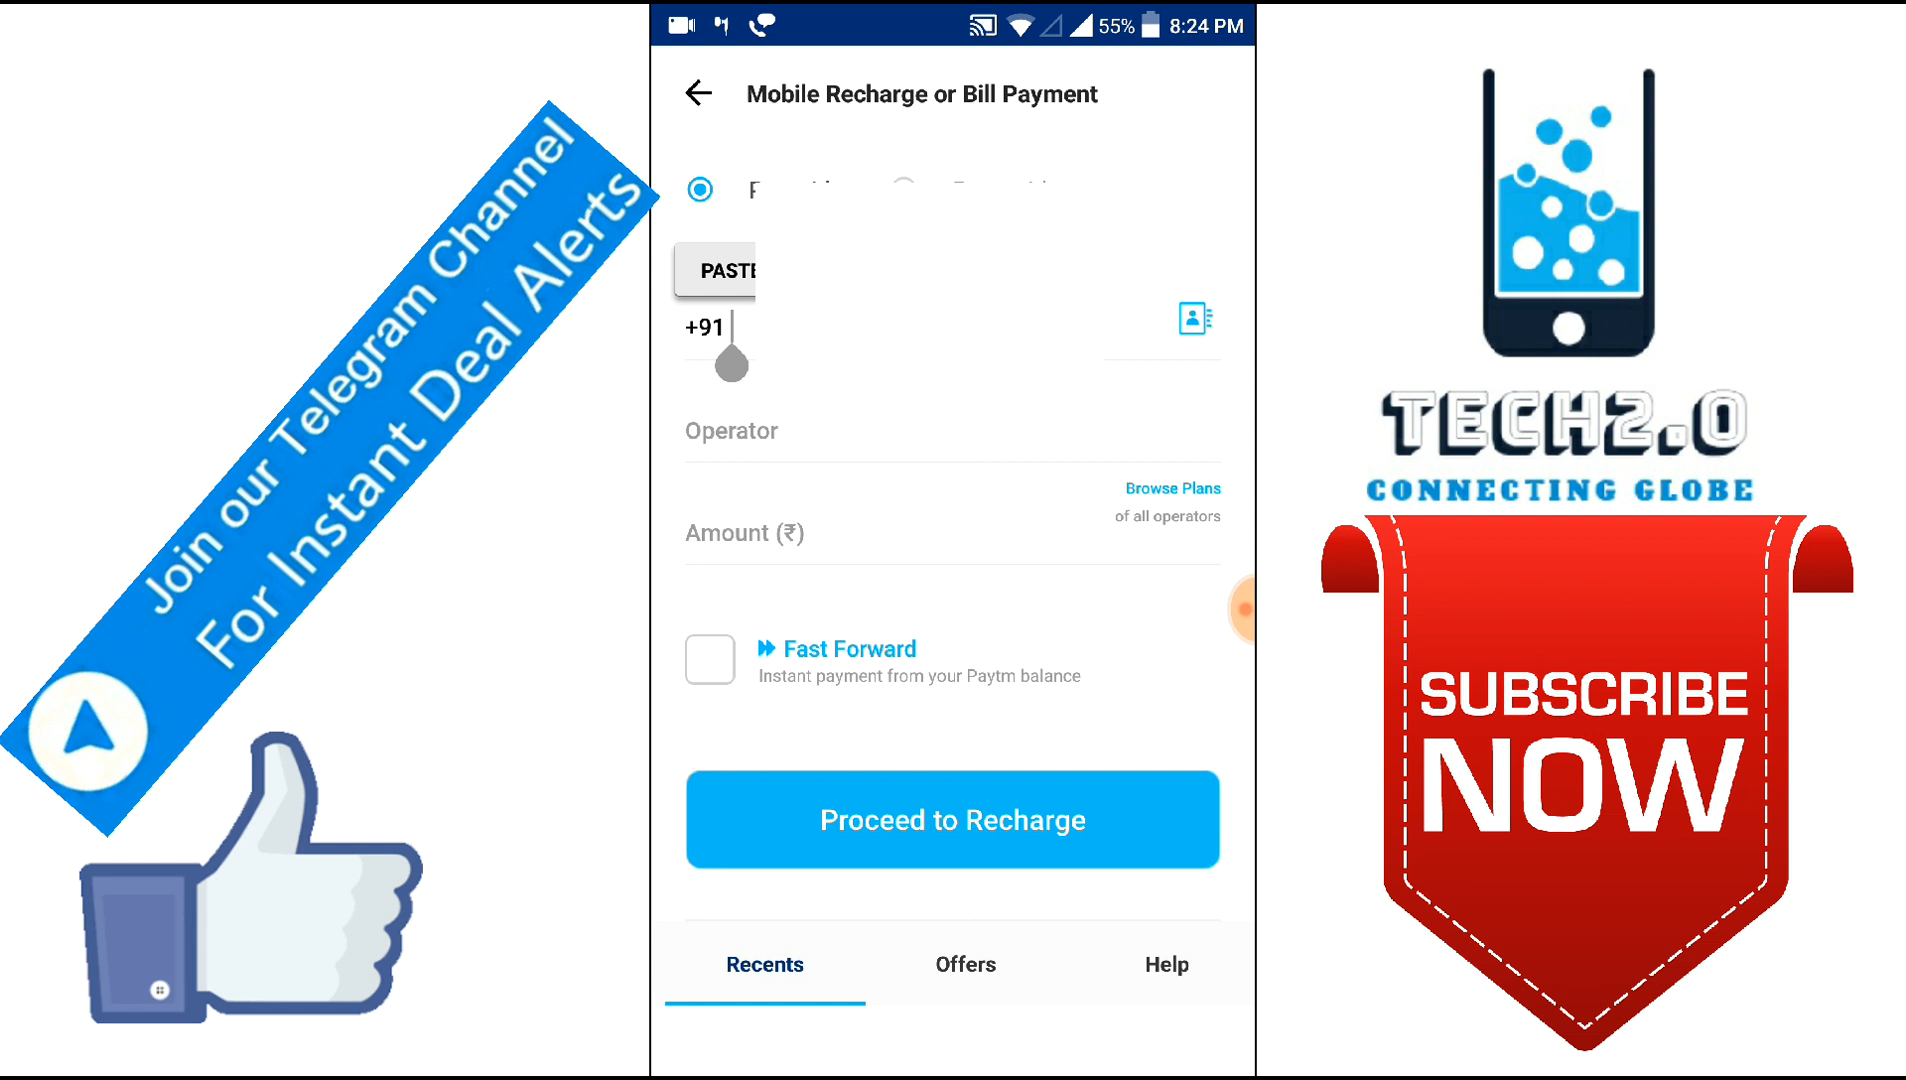 Join our Telegram Channel
For Instant Deal Alerts
55% 8:24 PM
Mobile Recharge or Bill Payment
PASTE
+91
Operator
Browse Plans
of all operators
Amount (₹)
Fast Forward
Instant payment from your Paytm balance
Proceed to Recharge
Recents Offers Help
TECH2.0
CONNECTING GLOBE
SUBSCRIBE
NOW